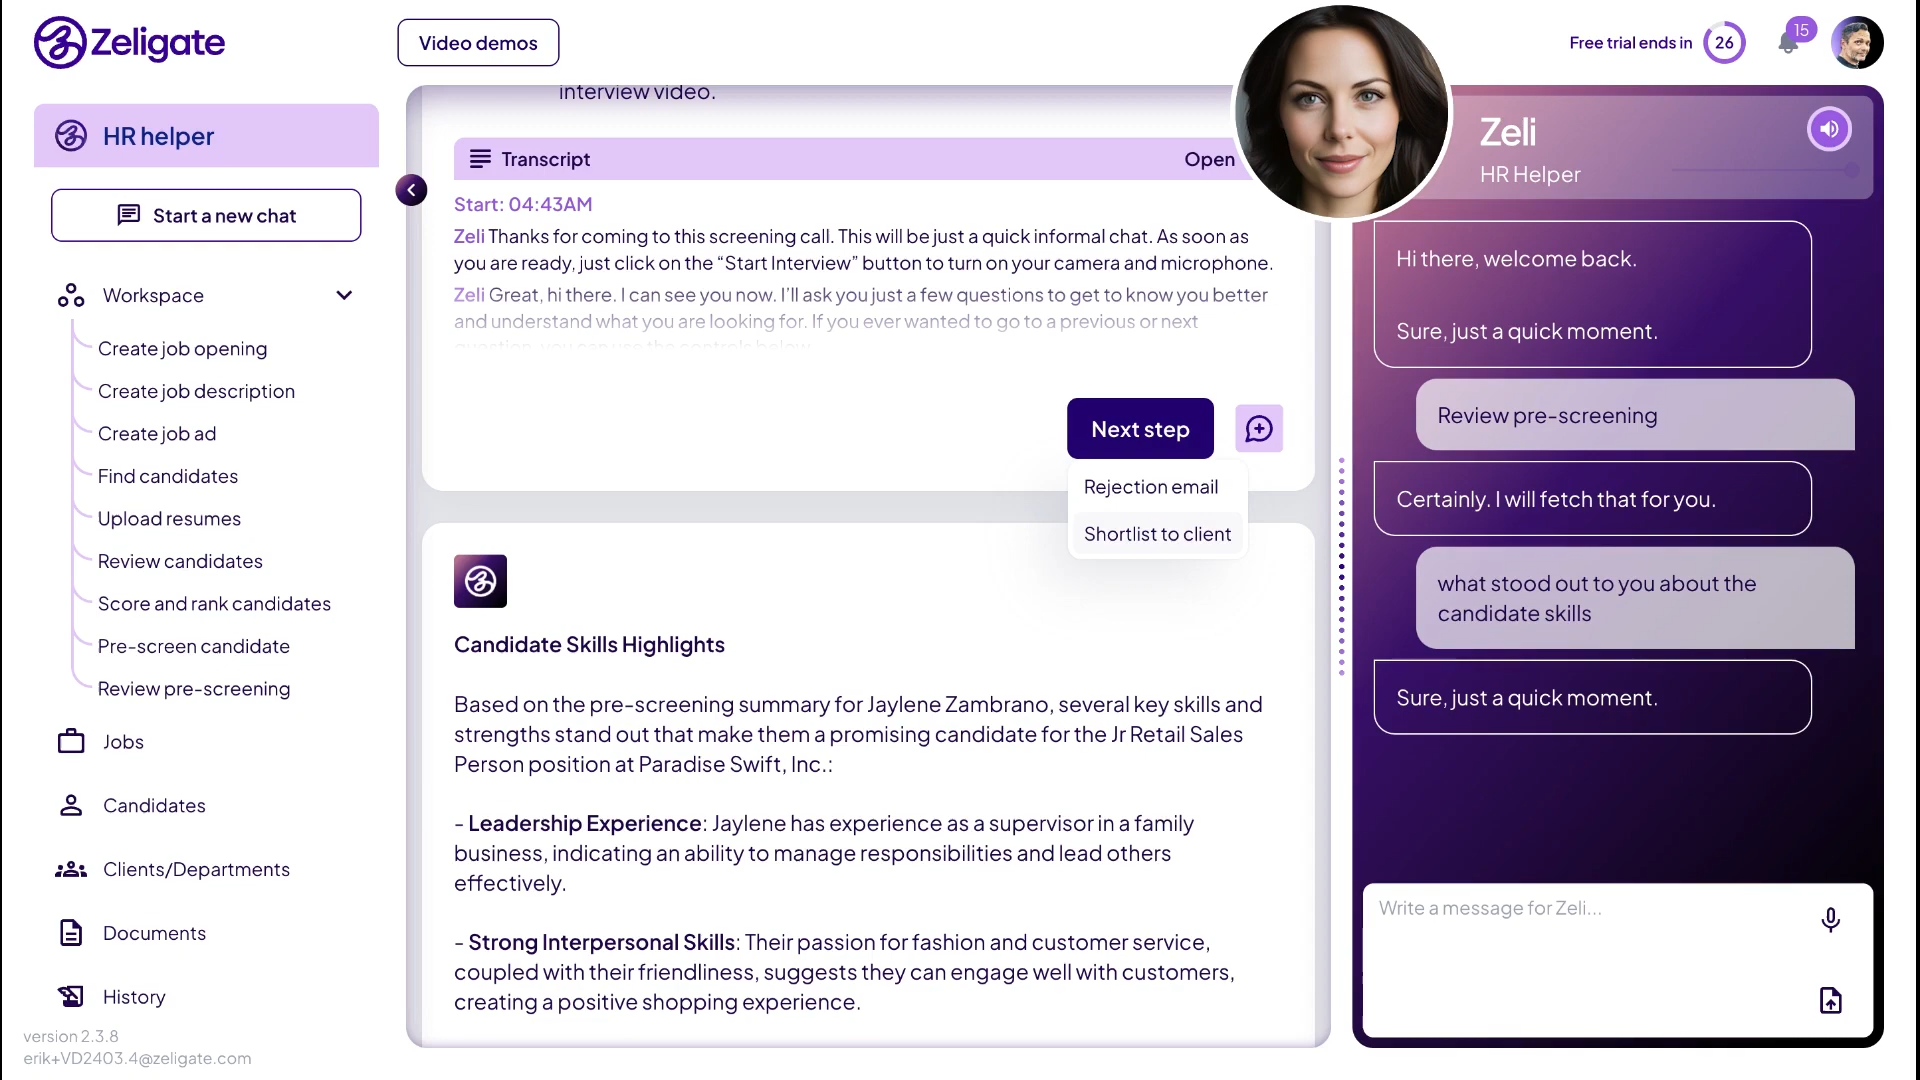 Zeligate
Video demos
Free trial ends in
26
15
HR helper
Start a new chat
Workspace
Create job opening
Create job description
Create job ad
Find candidates
Upload resumes
Review candidates
Score and rank candidates
Pre-screen candidate
Review pre-screening
Jobs
Candidates
Clients/Departments
Documents
History
version 2.3.8
erik+VD2403.4@zeligate.com
interview video.
Transcript
Open
Start: 04:43AM
Zeli Thanks for coming to this screening call. This will be just a quick informal chat. As soon as
you are ready, just click on the “Start Interview” button to turn on your camera and microphone.
Zeli Great, hi there. I can see you now. I’ll ask you just a few questions to get to know you better
and understand what you are looking for. If you ever wanted to go to a previous or next
question, you can use the controls below.
Next step
Rejection email
Shortlist to client
Candidate Skills Highlights
Based on the pre-screening summary for Jaylene Zambrano, several key skills and
strengths stand out that make them a promising candidate for the Jr Retail Sales
Person position at Paradise Swift, Inc.:
- Leadership Experience: Jaylene has experience as a supervisor in a family
business, indicating an ability to manage responsibilities and lead others
effectively.
- Strong Interpersonal Skills: Their passion for fashion and customer service,
coupled with their friendliness, suggests they can engage well with customers,
creating a positive shopping experience.
Zeli
HR Helper
Hi there, welcome back.
Sure, just a quick moment.
Review pre-screening
Certainly. I will fetch that for you.
what stood out to you about the
candidate skills
Sure, just a quick moment.
Write a message for Zeli...